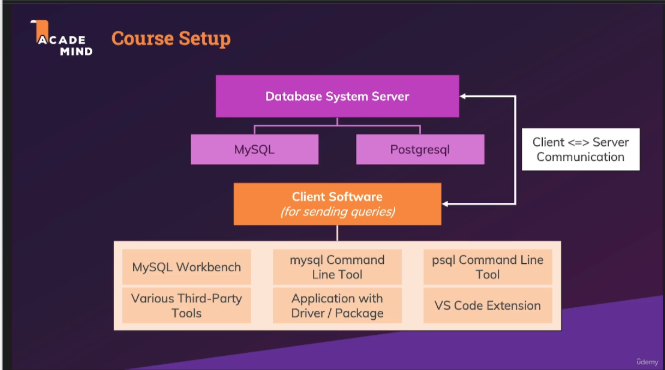 ACADE
MIND
Course Setup
Database System Server
MySQL
Postgresql
Client <=> Server
Communication
Client Software
(for sending queries)
MySQL Workbench
mysql Command
Line Tool
psql Command Line
Tool
Various Third-Party
Tools
Application with
Driver / Package
VS Code Extension
ûdemy